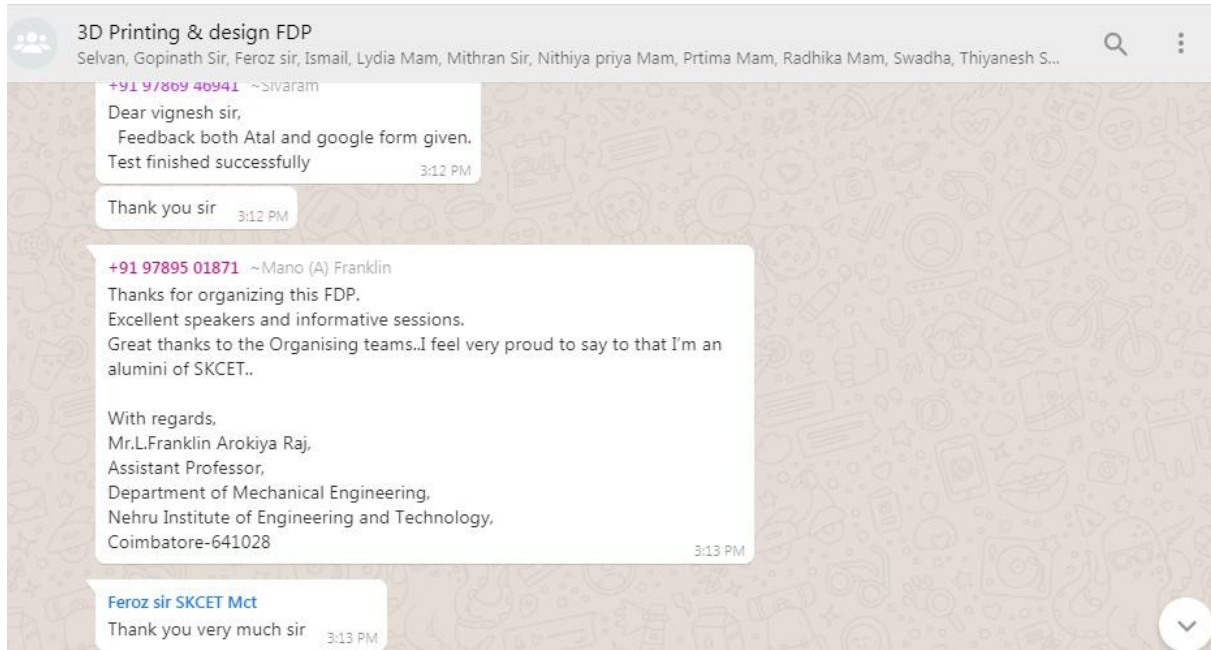 3D Printing & design FDP
Selvan, Gopinath Sir, Feroz sir, Ismail, Lydia Mam, Mithran Sir, Nithiya priya Mam, Prtima Mam, Radhika Mam, Swadha, Thiyanesh S...
+91 97869 46941 ~Sivaram
Dear vignesh sir,
Feedback both Atal and google form given.
Test finished successfully
3:12 PM
Thank you sir 3:12 PM
+91 97895 01871 ~Mano (A) Franklin
Thanks for organizing this FDP.
Excellent speakers and informative sessions.
Great thanks to the Organising teams..I feel very proud to say to that I'm an
alumini of SKCET..
With regards,
Mr.L.Franklin Arokiya Raj,
Assistant Professor,
Department of Mechanical Engineering,
Nehru Institute of Engineering and Technology,
Coimbatore-641028
3:13 PM
Feroz sir SKCET Mct
Thank you very much sir 3:13 PM